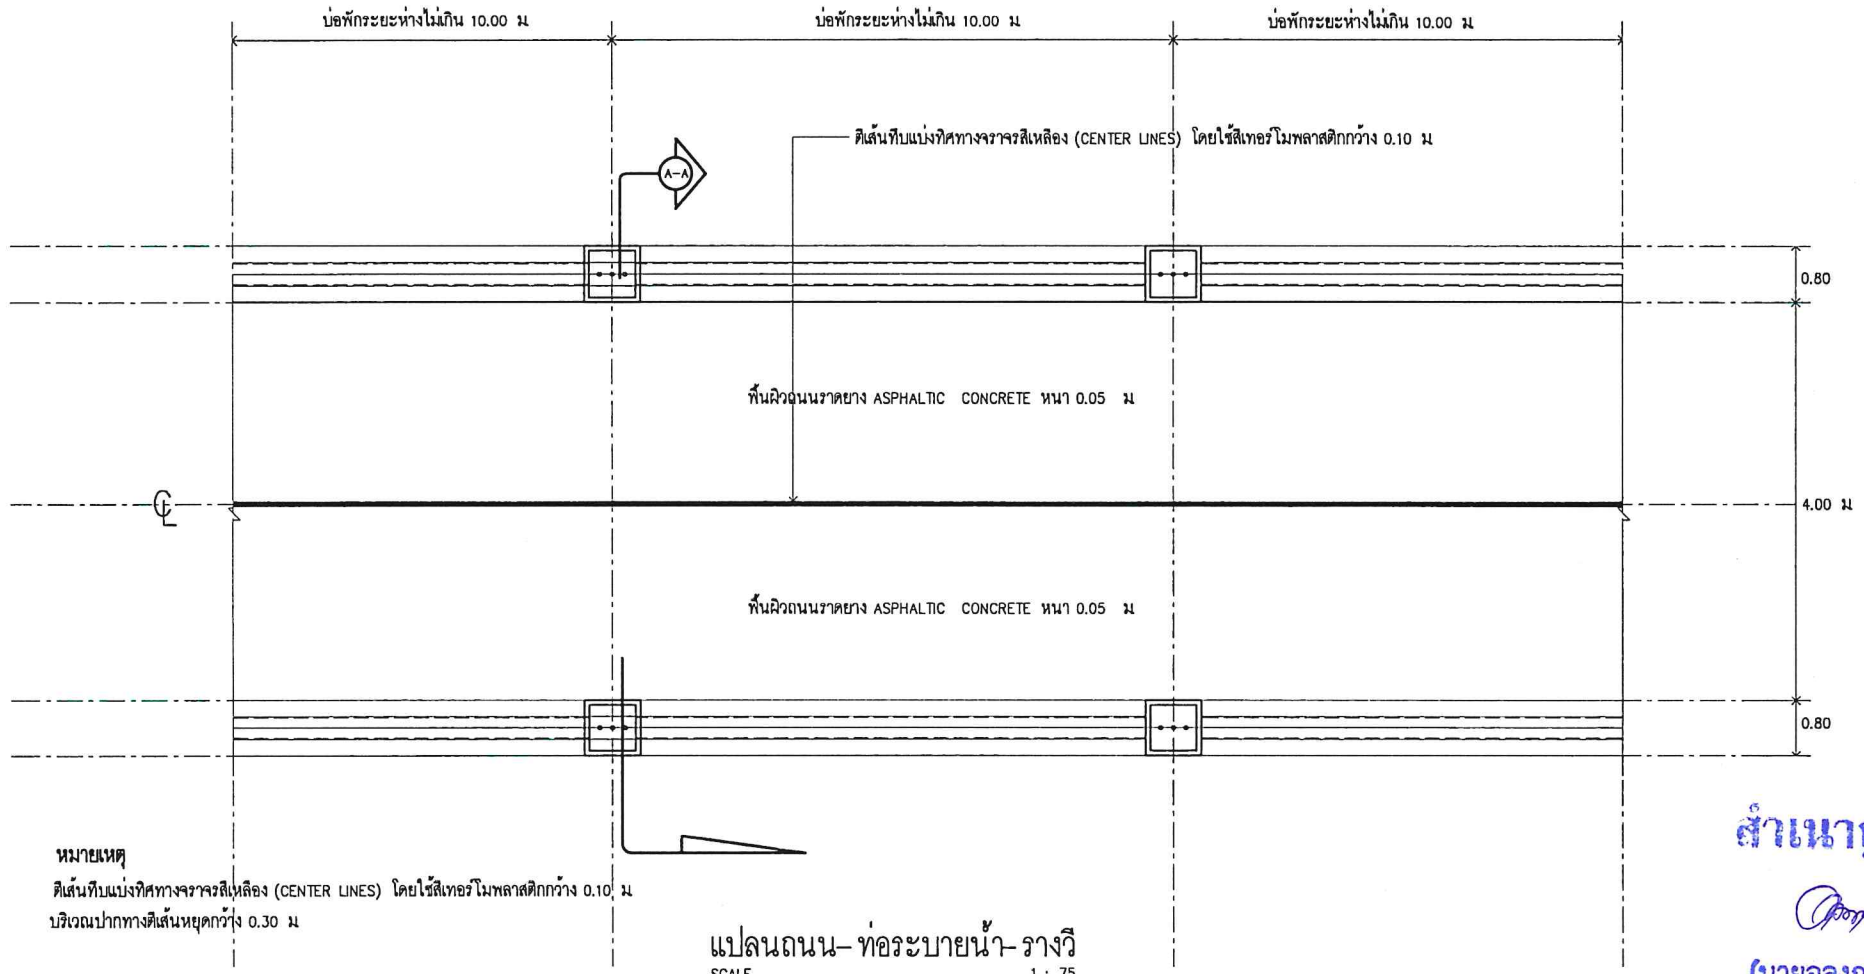 บ่อพักระยะห่างไม่เกิน 10.00 ม
บ่อพักระยะห่างไม่เกิน 10.00 ม
บ่อพักระยะห่างไม่เกิน 10.00 ม
ตีเส้นทึบแบ่งทิศทางจราจรสีเหลือง (CENTER LINES) โดยใช้สีเทอร์โมพลาสติกกว้าง 0.10 ม
A-A
0.80
พื้นผิวถนนราดยาง ASPHALTIC CONCRETE หนา 0.05 ม
CL
4.00 ม
พื้นผิวถนนราดยาง ASPHALTIC CONCRETE หนา 0.05 ม
0.80
หมายเหตุ
ตีเส้นทึบแบ่งทิศทางจราจรสีเหลือง (CENTER LINES) โดยใช้สีเทอร์โมพลาสติกกว้าง 0.10 ม
บริเวณปากทางตีเส้นหยุดกว้าง 0.30 ม
แปลนถนน-ท่อระบายน้ำ-รางวี
SCALE 1 : 75
สำเนา